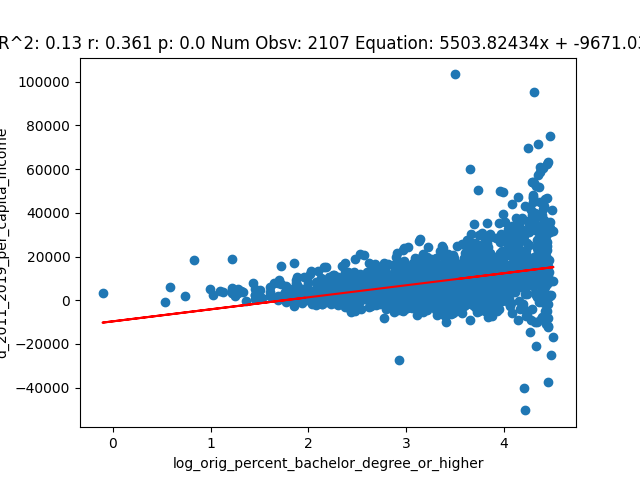 R^2: 0.13 r: 0.361 p: 0.0 Num Obsv: 2107 Equation: 5503.82434x + -9671.03
100000
80000
60000
40000
20000
0
−20000
−40000
d_2011_2019_per_capita_income
0 1 2 3 4
log_orig_percent_bachelor_degree_or_higher